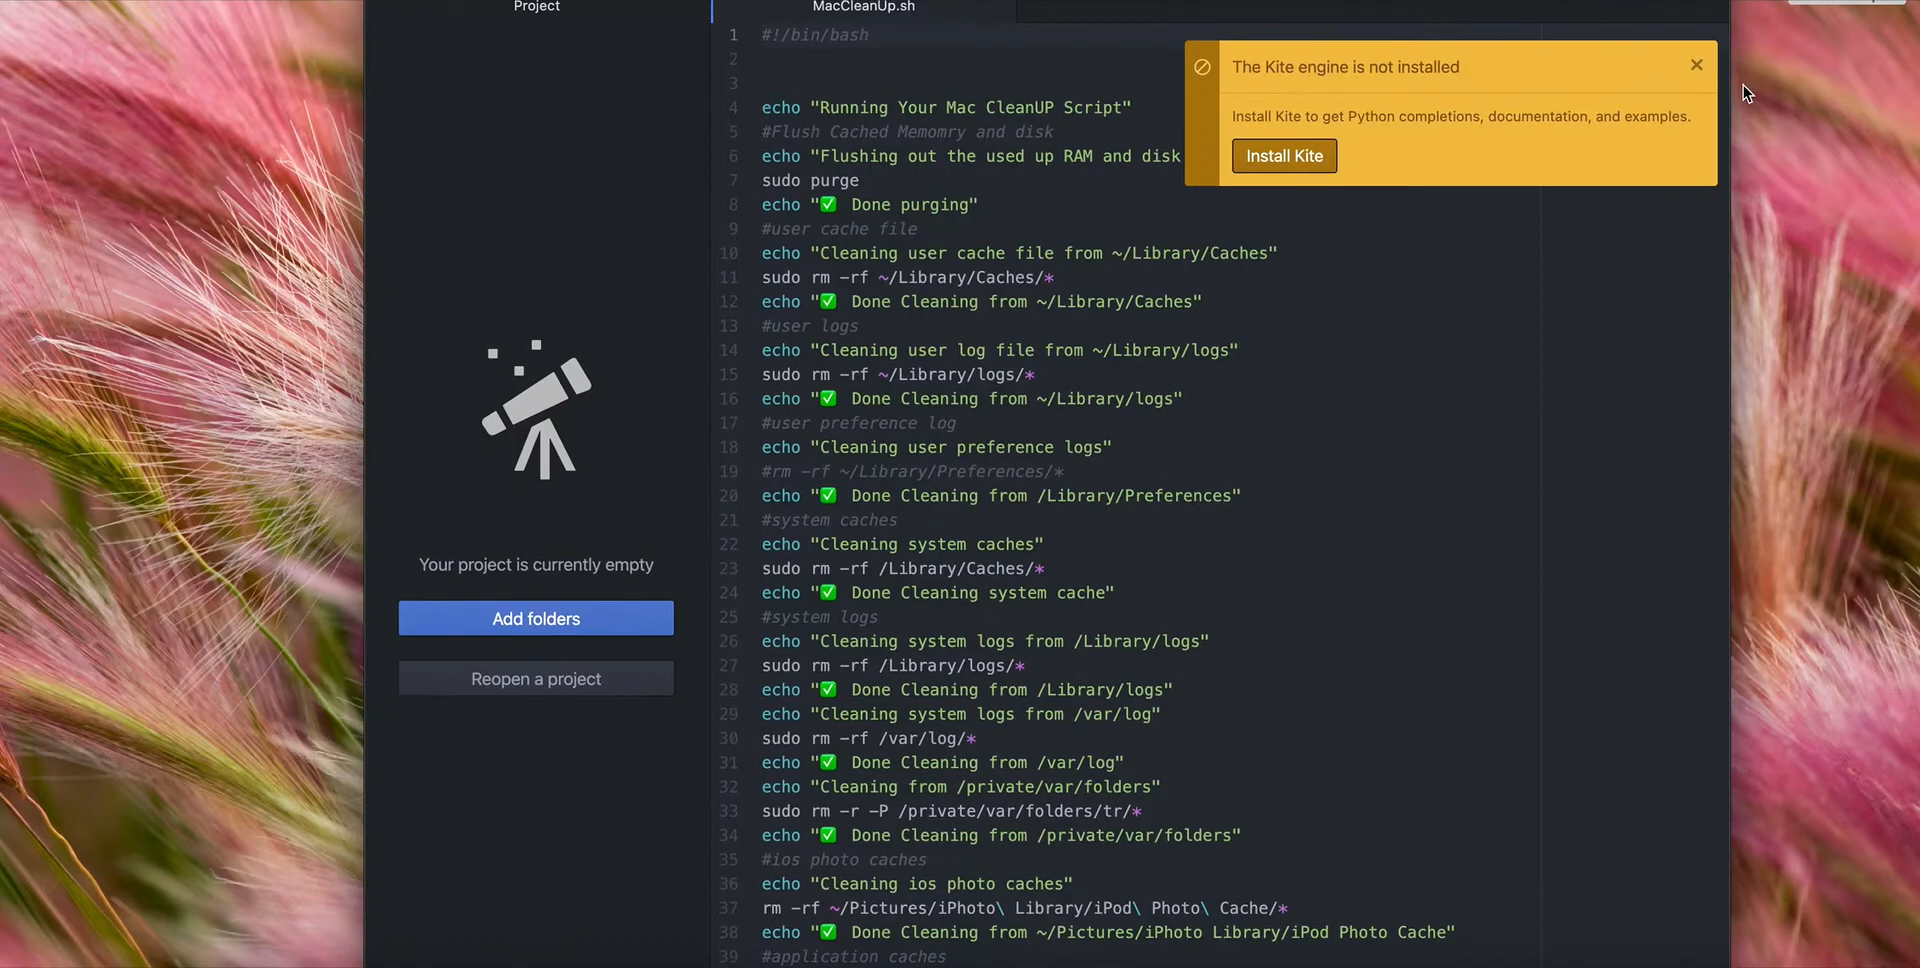 Project
MacCleanUp.sh
1 #!/bin/bash
2
3
4 echo "Running Your Mac CleanUP Script"
5 #Flush Cached Memomry and disk
6 echo "Flushing out the used up RAM and disk
7 sudo purge
8 echo "✅ Done purging"
9 #user cache file
10 echo "Cleaning user cache file from ~/Library/Caches"
11 sudo rm -rf ~/Library/Caches/*
12 echo "✅ Done Cleaning from ~/Library/Caches"
13 #user logs
14 echo "Cleaning user log file from ~/Library/logs"
15 sudo rm -rf ~/Library/logs/*
16 echo "✅ Done Cleaning from ~/Library/logs"
17 #user preference log
18 echo "Cleaning user preference logs"
19 #rm -rf ~/Library/Preferences/*
20 echo "✅ Done Cleaning from /Library/Preferences"
21 #system caches
22 echo "Cleaning system caches"
23 sudo rm -rf /Library/Caches/*
24 echo "✅ Done Cleaning system cache"
25 #system logs
26 echo "Cleaning system logs from /Library/logs"
27 sudo rm -rf /Library/logs/*
28 echo "✅ Done Cleaning from /Library/logs"
29 echo "Cleaning system logs from /var/log"
30 sudo rm -rf /var/log/*
31 echo "✅ Done Cleaning from /var/log"
32 echo "Cleaning from /private/var/folders"
33 sudo rm -r -P /private/var/folders/tr/*
34 echo "✅ Done Cleaning from /private/var/folders"
35 #ios photo caches
36 echo "Cleaning ios photo caches"
37 rm -rf ~/Pictures/iPhoto\ Library/iPod\ Photo\ Cache/*
38 echo "✅ Done Cleaning from ~/Pictures/iPhoto Library/iPod Photo Cache"
39 #application caches
The Kite engine is not installed
Install Kite to get Python completions, documentation, and examples.
Install Kite
Your project is currently empty
Add folders
Reopen a project